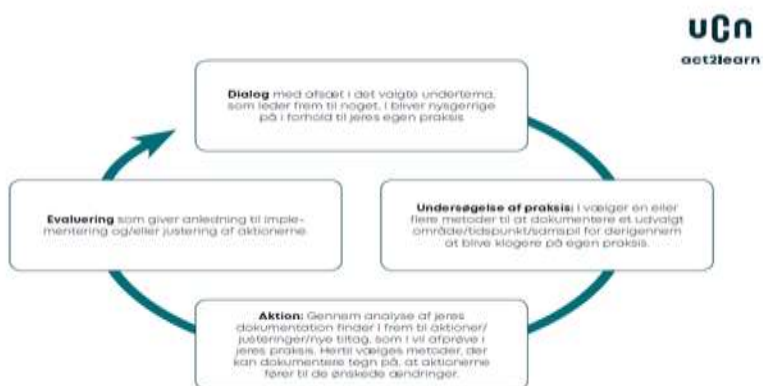 UCN
act2learn
Dialog med afsæt i det valgte undertema,
som leder frem til noget, I bliver nysgerrige
på i forhold til jeres egen praksis
Undersøgelse af praksis: I vælger en eller
flere metoder til at dokumentere et udvalgt
område/tidspunkt/samspil for derigennem
at blive klogere på egen praksis.
Aktion: Gennem analyse af jeres
dokumentation finder I frem til aktioner/
justeringer/nye tiltag, som I vil afprøve i
jeres praksis. Hertil vælges metoder, der
kan dokumentere tegn på, at aktionerne
fører til de ønskede ændringer.
Evaluering som giver anledning til imple-
mentering og/eller justering af aktionerne.